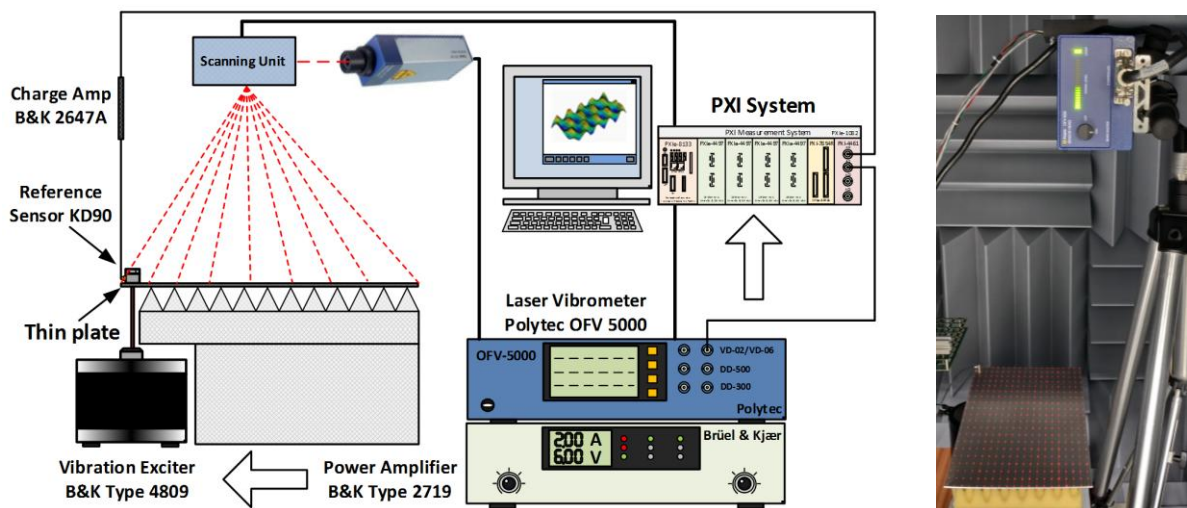 Scanning Unit
Charge Amp
B&K 2647A
PXI System
PXI Measurement System
Reference
Sensor KD90
Thin plate
Laser Vibrometer
Polytec OFV 5000
OFV-5000
VD-02/VD-06
DD-500
DD-300
Polytec
Brüel & Kjær
2,00 A
6,00 V
Vibration Exciter
B&K Type 4809
Power Amplifier
B&K Type 2719